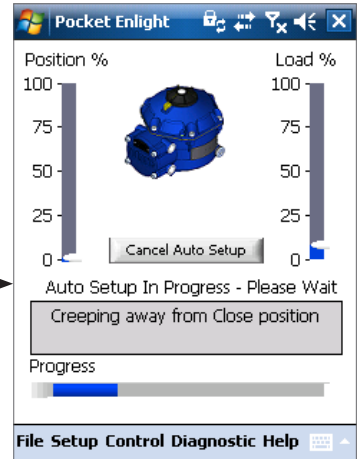 Pocket Enlight
Position %
Load %
100
100
75
75
50
50
25
25
0
0
Cancel Auto Setup
Auto Setup In Progress - Please Wait
Creeping away from Close position
Progress
File Setup Control Diagnostic Help